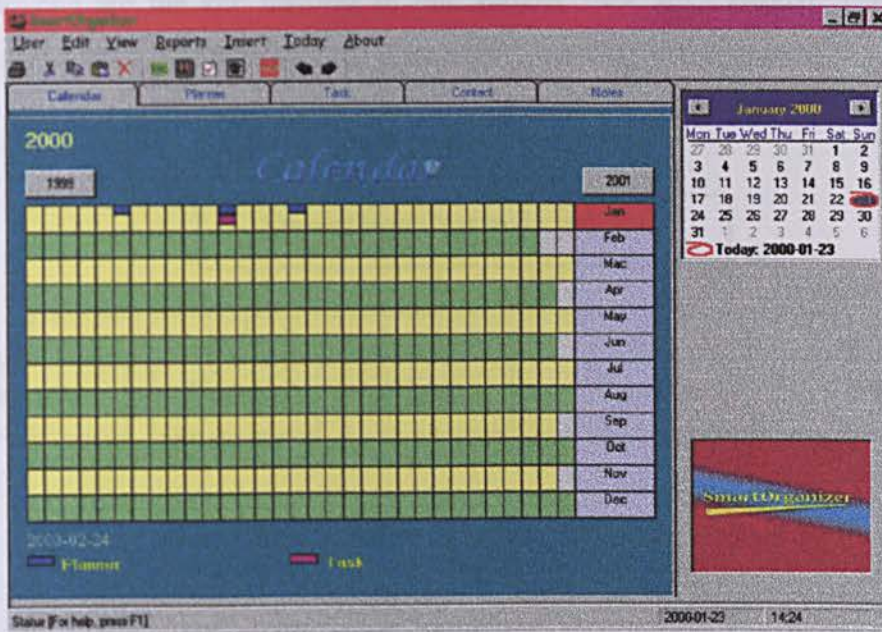 SmartOrganizer
User Edit View Reports Insert Today About
Calendar Planner Task Contact Notes
2000
Calendar
1999
2001
Jan
Feb
Mac
Apr
May
Jun
Jul
Aug
Sep
Oct
Nov
Dec
2000-02-24
Planner Task
January 2000
Mon Tue Wed Thu Fri Sat Sun
27 28 29 30 31 1 2
3 4 5 6 7 8 9
10 11 12 13 14 15 16
17 18 19 20 21 22
24 25 26 27 28 29 30
31 1 2 3 4 5 6
Today: 2000-01-23
SmartOrganizer
Status [For help, press F1]
2000-01-23 14:24